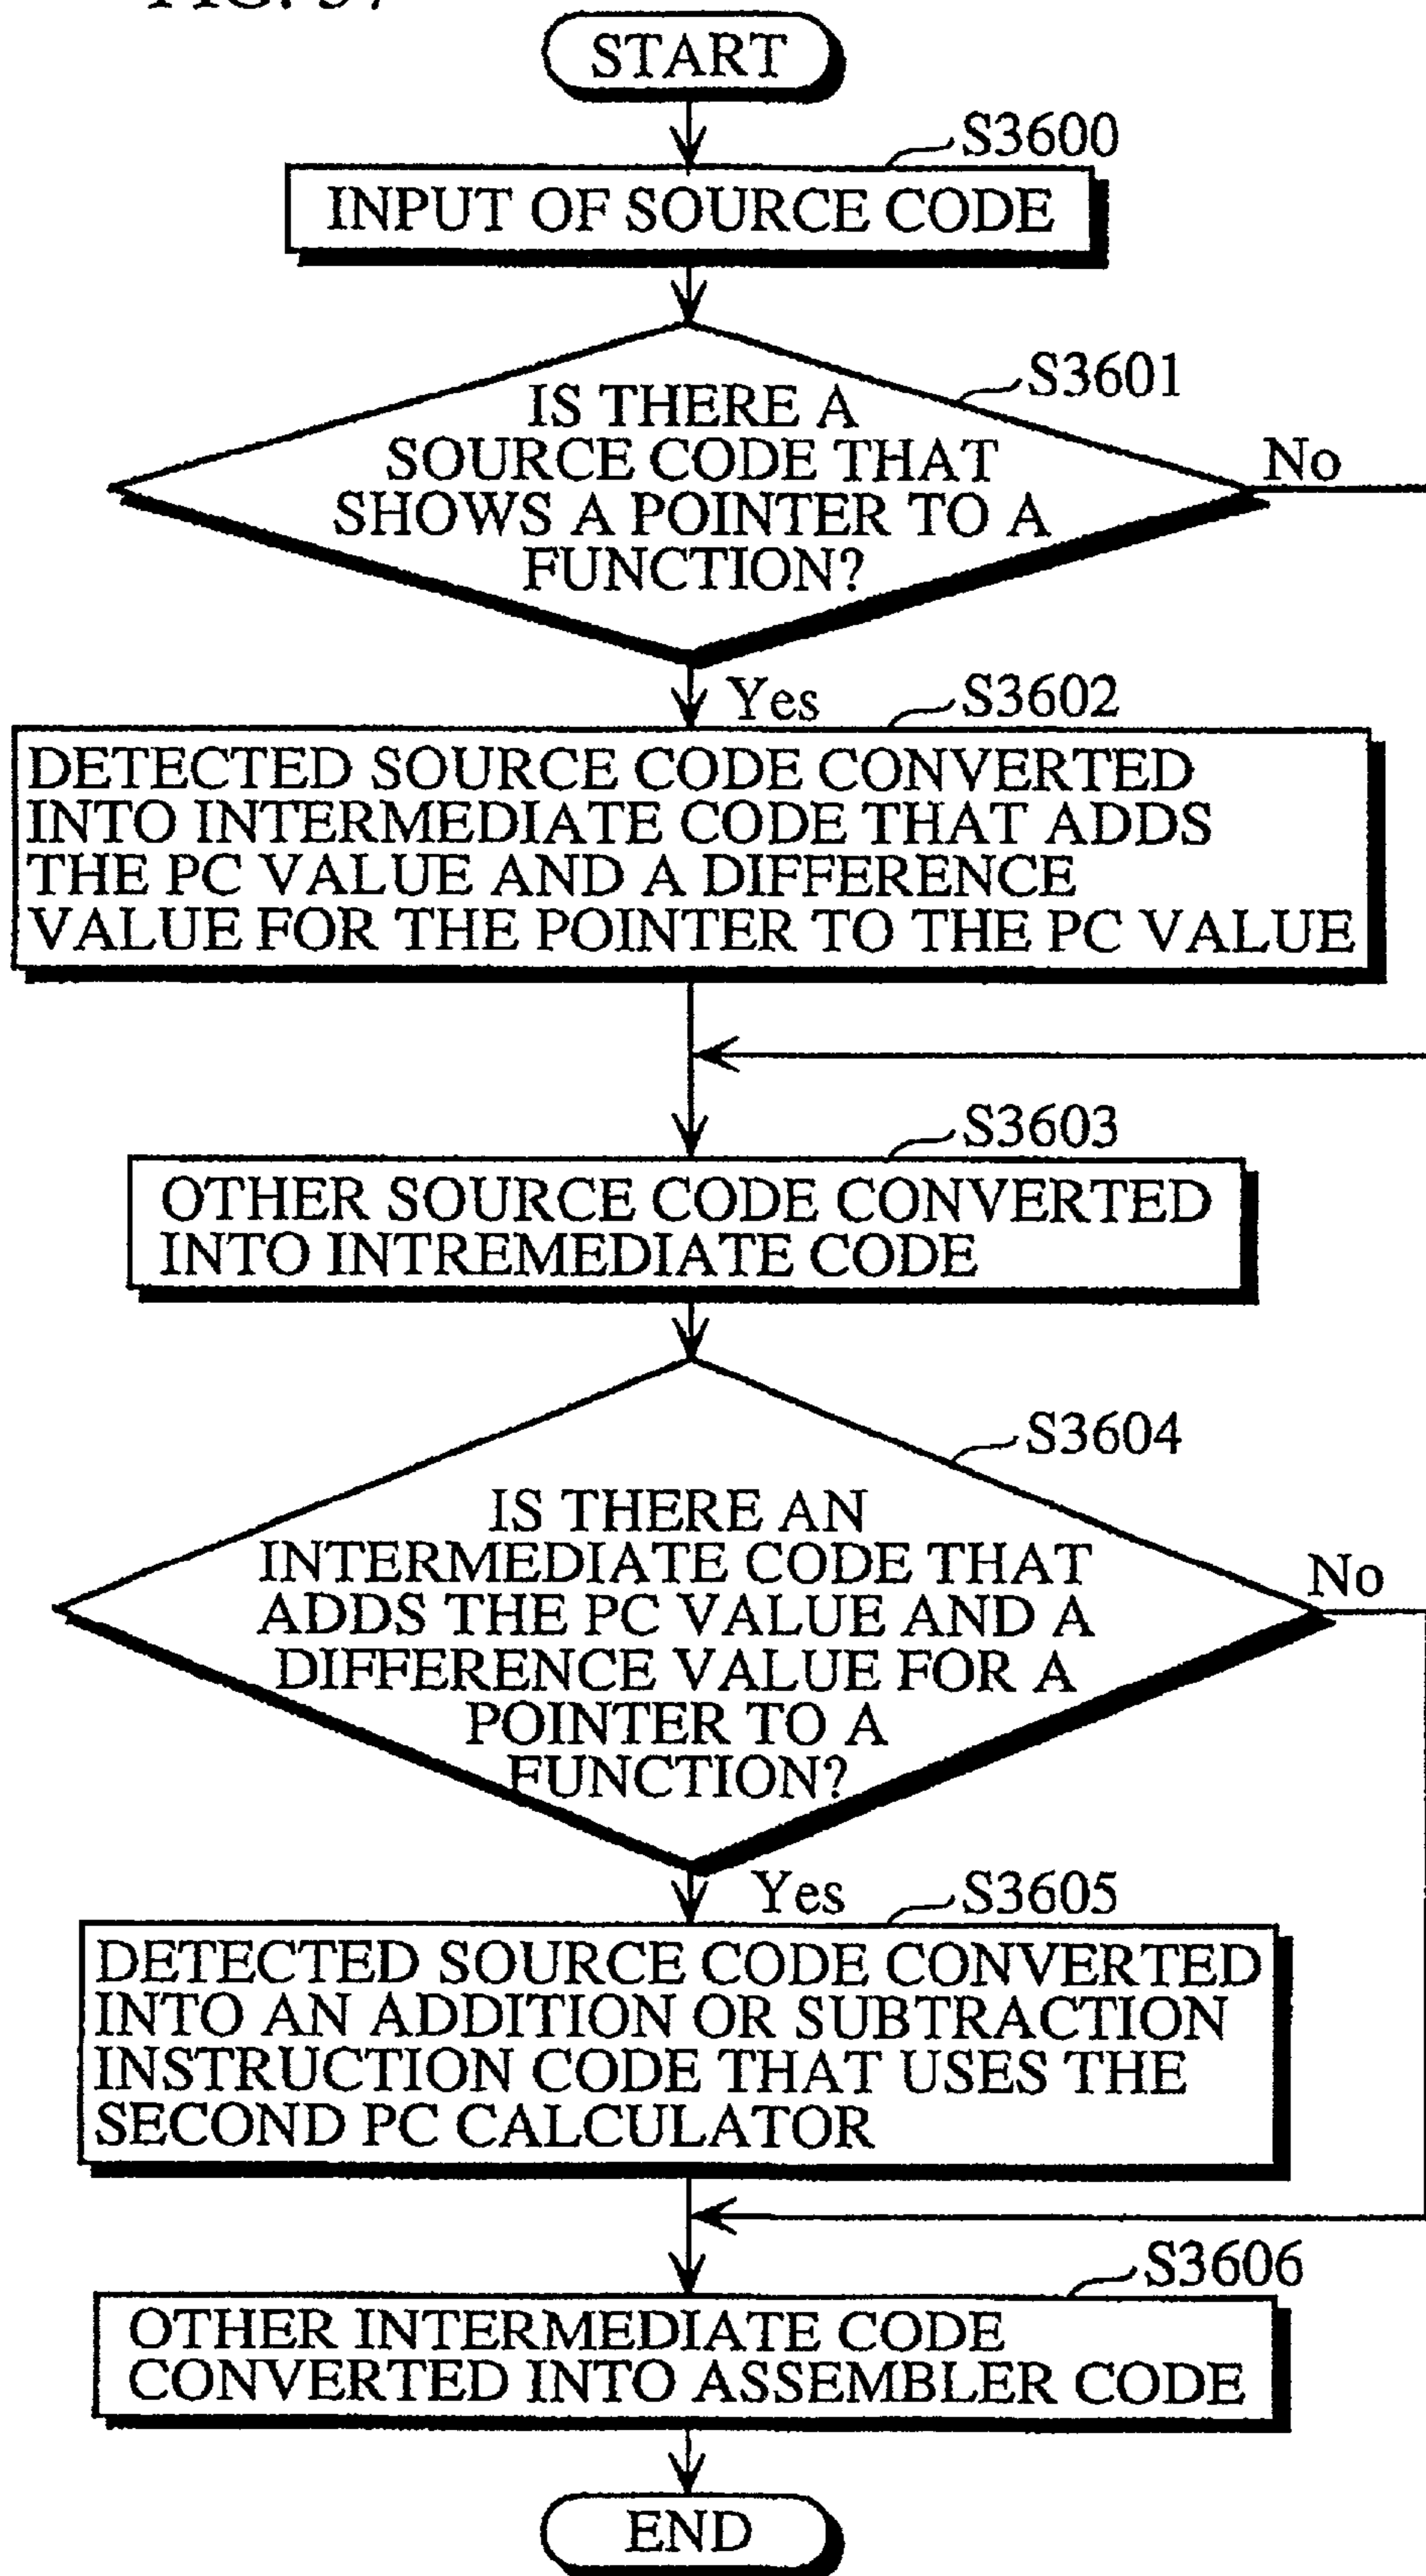 START
S3600
INPUT OF SOURCE CODE
S3601
IS THERE A
SOURCE CODE THAT
SHOWS A POINTER TO A
FUNCTION?
No
Yes
S3602
DETECTED SOURCE CODE CONVERTED
INTO INTERMEDIATE CODE THAT ADDS
THE PC VALUE AND A DIFFERENCE
VALUE FOR THE POINTER TO THE PC VALUE
S3603
OTHER SOURCE CODE CONVERTED
INTO INTREMEDIATE CODE
S3604
IS THERE AN
INTERMEDIATE CODE THAT
ADDS THE PC VALUE AND A
DIFFERENCE VALUE FOR A
POINTER TO A
FUNCTION?
No
Yes
S3605
DETECTED SOURCE CODE CONVERTED
INTO AN ADDITION OR SUBTRACTION
INSTRUCTION CODE THAT USES THE
SECOND PC CALCULATOR
S3606
OTHER INTERMEDIATE CODE
CONVERTED INTO ASSEMBLER CODE
END